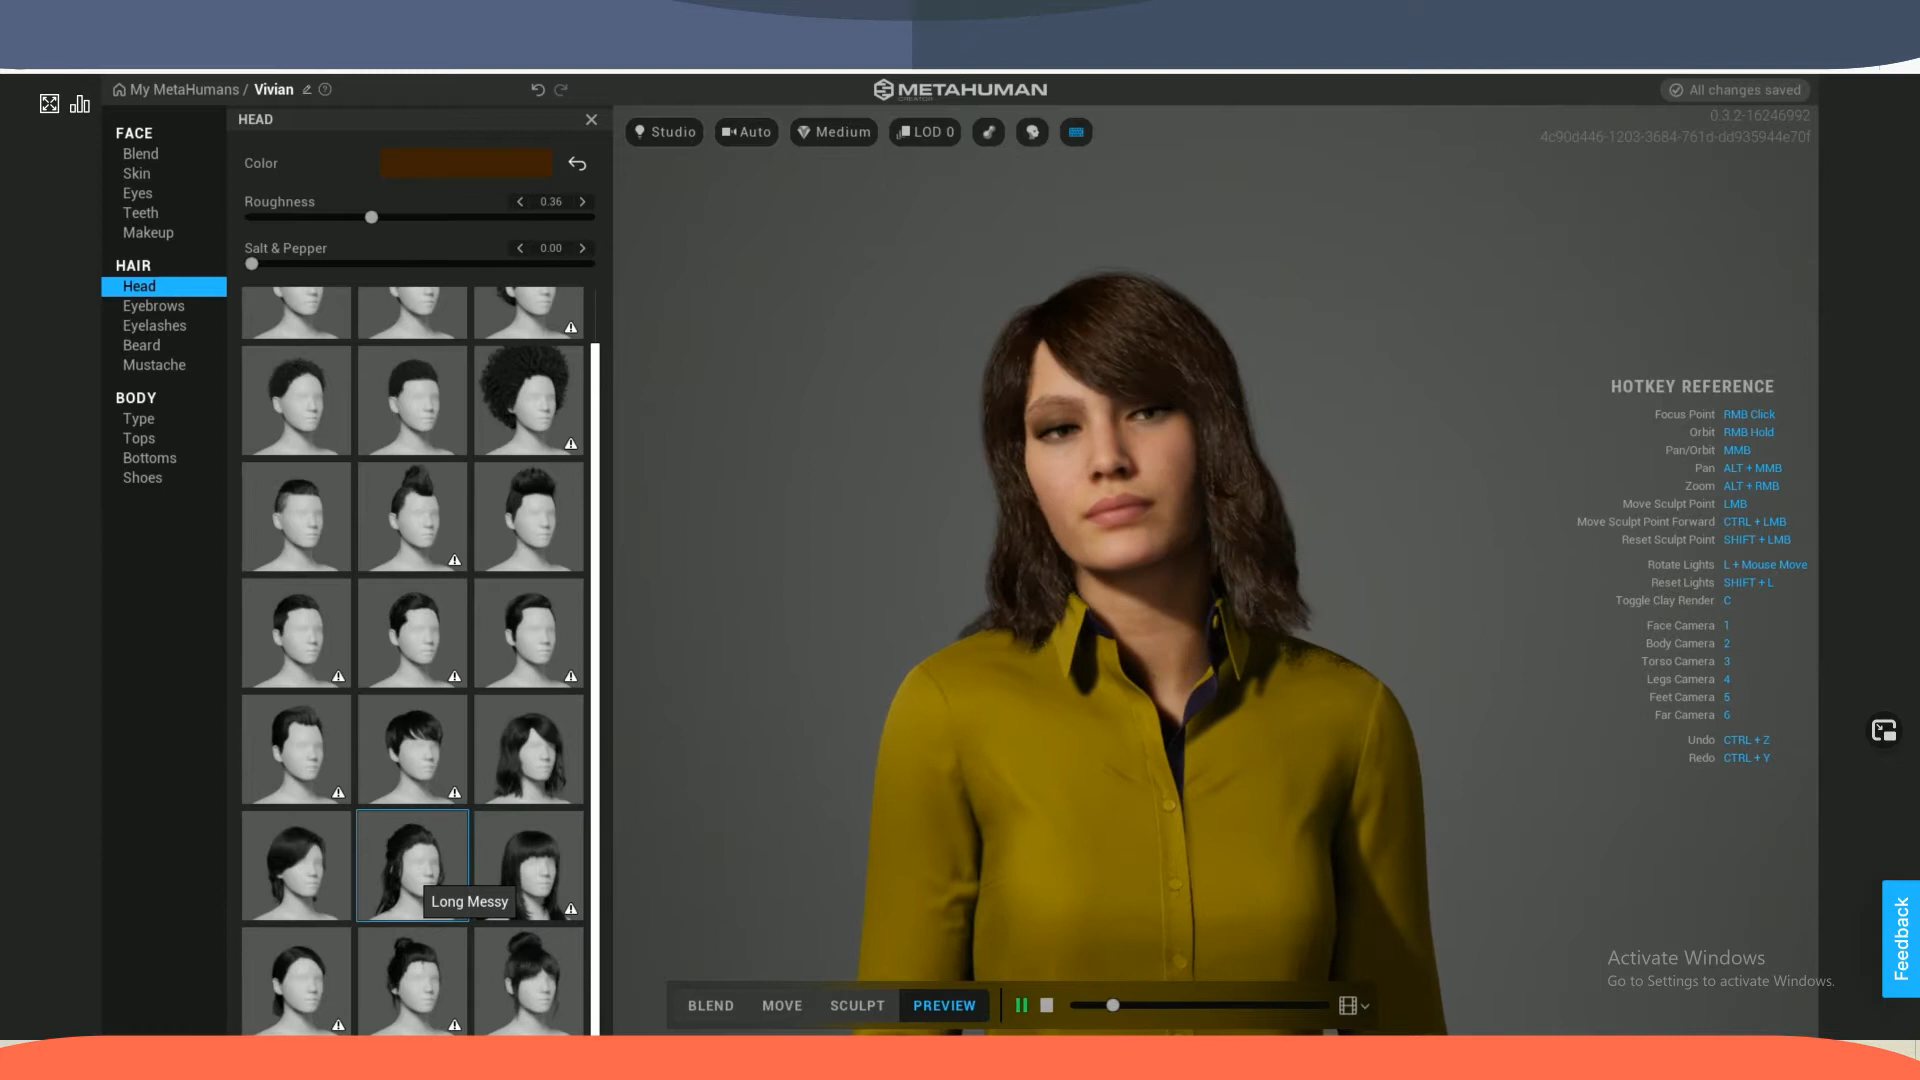 My MetaHumans / Vivian
METAHUMAN
CREATOR
All changes saved
0.3.2-16246992
4c90d446-1203-3684-761d-dd935944e70f
FACE
Blend
Skin
Eyes
Teeth
Makeup
HAIR
Head
Eyebrows
Eyelashes
Beard
Mustache
BODY
Type
Tops
Bottoms
Shoes
HEAD
Color
Roughness 0.36
Salt & Pepper 0.00
Long Messy
Studio
Auto
Medium
LOD 0
HOTKEY REFERENCE
Focus Point RMB Click
Orbit RMB Hold
Pan/Orbit MMB
Pan ALT + MMB
Zoom ALT + RMB
Move Sculpt Point LMB
Move Sculpt Point Forward CTRL + LMB
Reset Sculpt Point SHIFT + LMB
Rotate Lights L + Mouse Move
Reset Lights SHIFT + L
Toggle Clay Render C
Face Camera 1
Body Camera 2
Torso Camera 3
Legs Camera 4
Feet Camera 5
Far Camera 6
Undo CTRL + Z
Redo CTRL + Y
Feedback
Activate Windows
Go to Settings to activate Windows.
BLEND
MOVE
SCULPT
PREVIEW